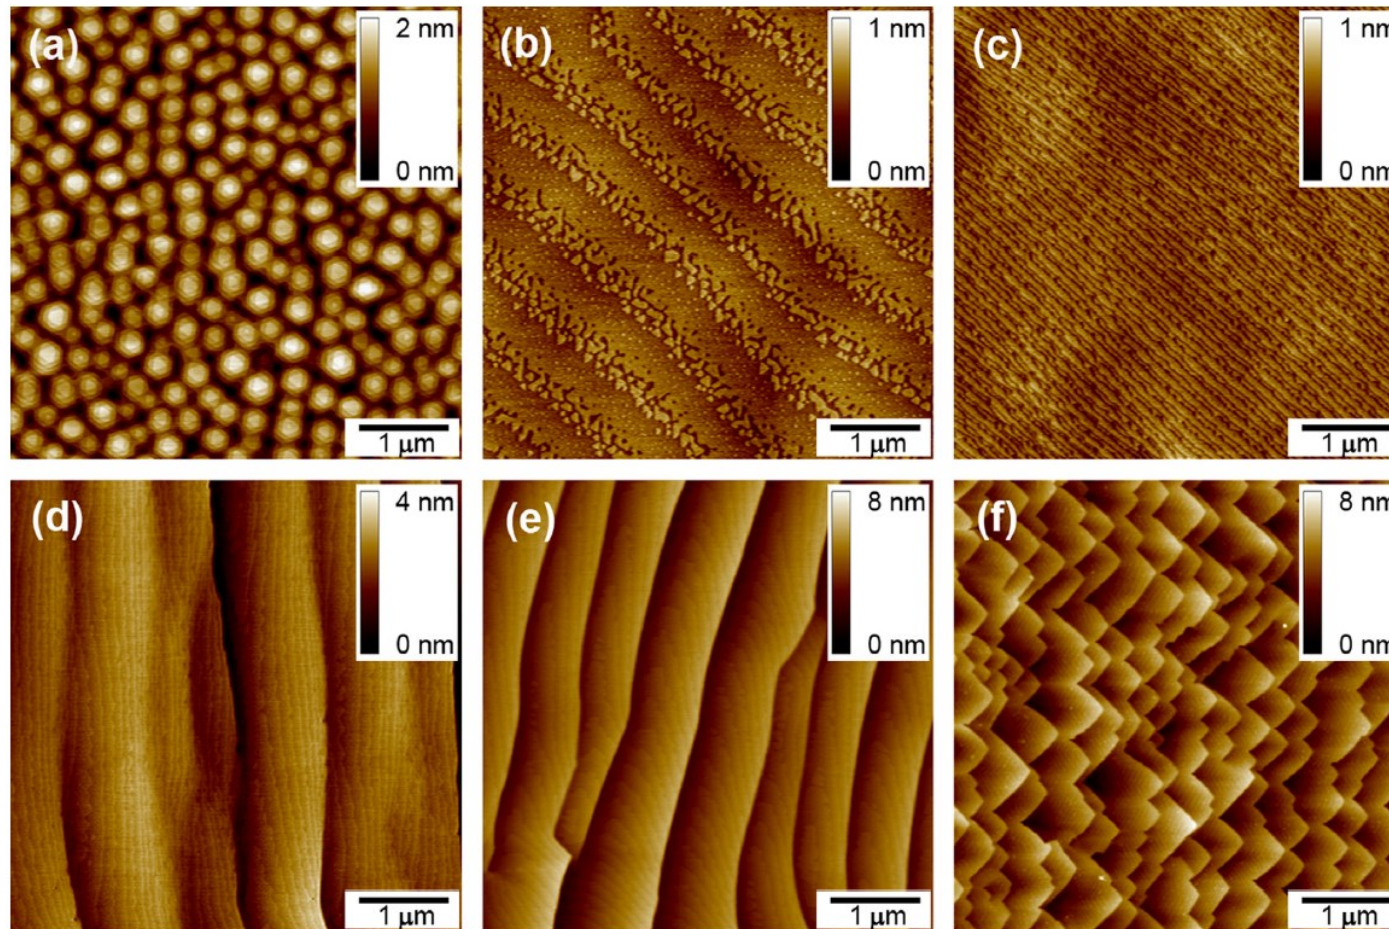 (a)
2 nm
0 nm
1 μm
(b)
1 nm
0 nm
1 μm
(c)
1 nm
0 nm
1 μm
(d)
4 nm
0 nm
1 μm
(e)
8 nm
0 nm
1 μm
(f)
8 nm
0 nm
1 μm